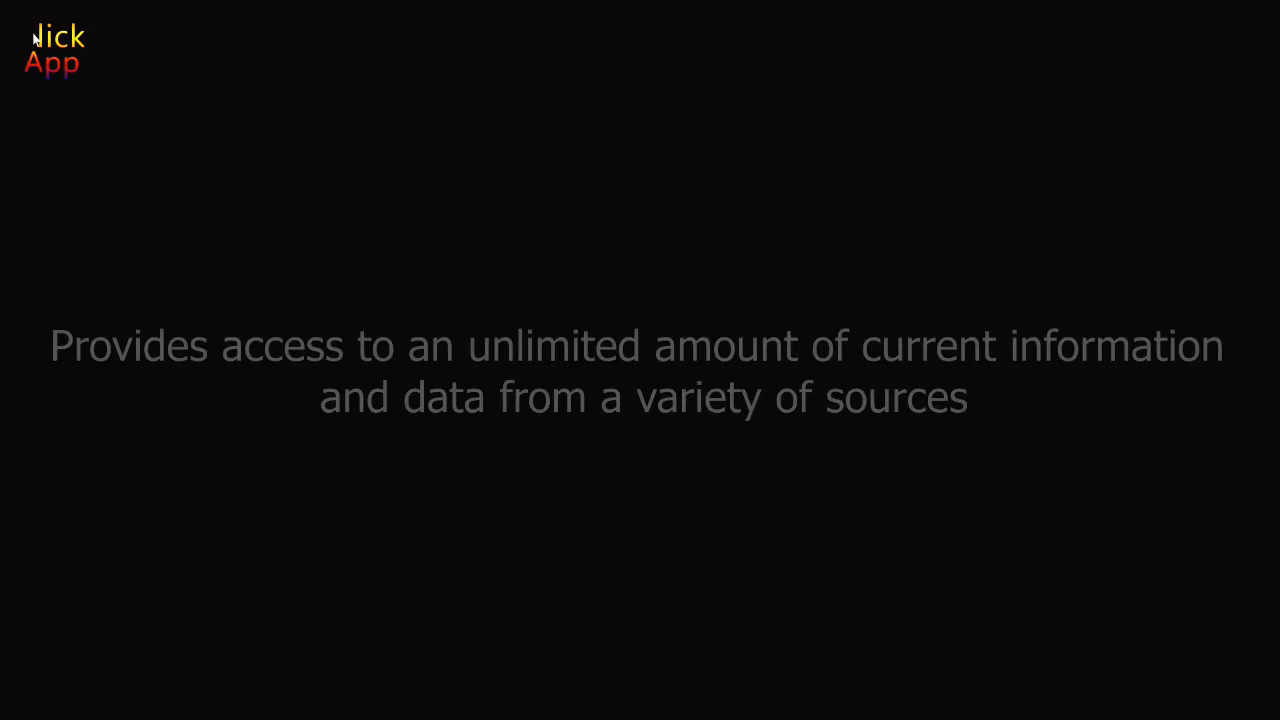 lick
App
Provides access to an unlimited amount of current information
and data from a variety of sources